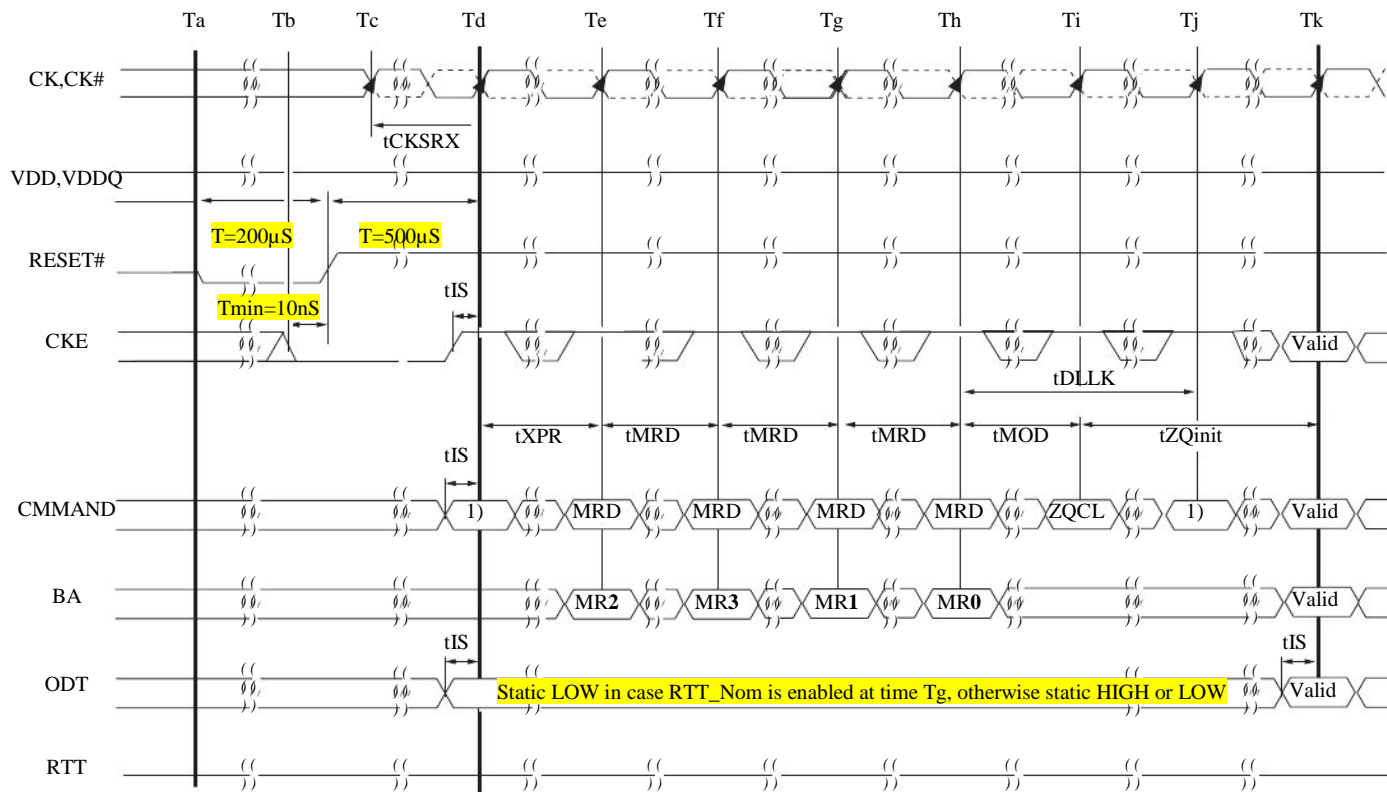 Ta Tb Tc Td Te Tf Tg Th Ti Tj Tk
CK,CK#
tCKSRX
VDD,VDDQ
T=200µS T=500µS
RESET#
Tmin=10nS tIS
CKE Valid
tDLLK
tXPR tMRD tMRD tMRD tMOD tZQinit
tIS
CMMAND 1) MRD MRD MRD MRD ZQCL 1) Valid
BA MR2 MR3 MR1 MR0 Valid
tIS tIS
ODT Static LOW in case RTT_Nom is enabled at time Tg, otherwise static HIGH or LOW Valid
RTT